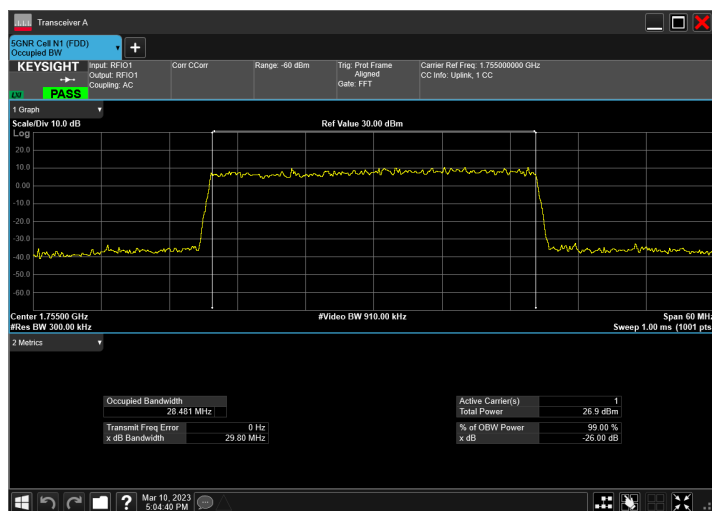 Transceiver A
5GNR Cell N1 (FDD)
Occupied BW
KEYSIGHT
Input: RFIO1
Output: RFIO1
Coupling: AC
Corr CCorr
Range: -60 dBm
Trig: Prot Frame
Aligned
Gate: FFT
Carrier Ref Freq: 1.755000000 GHz
CC Info: Uplink, 1 CC
PASS
1 Graph
Scale/Div 10.0 dB
Ref Value 30.00 dBm
Log
20.0
10.0
0.00
-10.0
-20.0
-30.0
-40.0
-50.0
-60.0
Center 1.75500 GHz
#Video BW 910.00 kHz
Span 60 MHz
#Res BW 300.00 kHz
Sweep 1.00 ms (1001 pts
2 Metrics
Occupied Bandwidth
28.481 MHz
Transmit Freq Error 0 Hz
x dB Bandwidth 29.80 MHz
Active Carrier(s) 1
Total Power 26.9 dBm
% of OBW Power 99.00 %
x dB -26.00 dB
Mar 10, 2023
5:04:40 PM